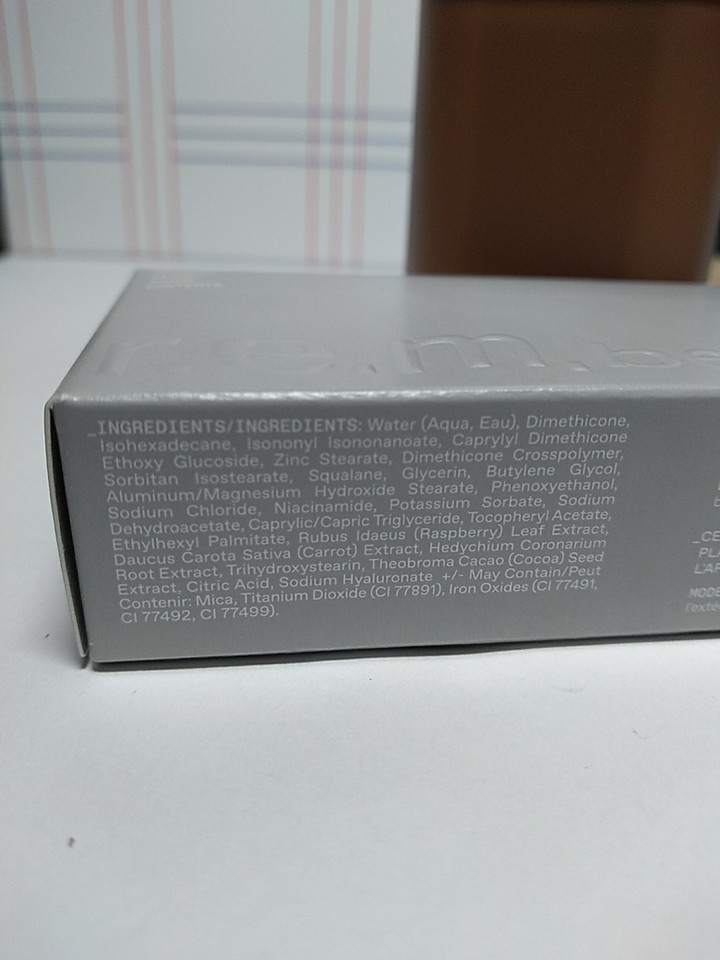 r.e.m.be
_INGREDIENTS/INGREDIENTS: Water (Aqua, Eau), Dimethicone,
Isohexadecane, Isononyl Isononanoate, Caprylyl Dimethicone
Ethoxy Glucoside, Zinc Stearate, Dimethicone Crosspolymer,
Sorbitan Isostearate, Squalane, Glycerin, Butylene Glycol,
Aluminum/Magnesium Hydroxide Stearate, Phenoxyethanol,
Sodium Chloride, Niacinamide, Potassium Sorbate, Sodium
Dehydroacetate, Caprylic/Capric Triglyceride, Tocopheryl Acetate,
Ethylhexyl Palmitate, Rubus Idaeus (Raspberry) Leaf Extract,
Daucus Carota Sativa (Carrot) Extract, Hedychium Coronarium
Root Extract, Trihydroxystearin, Theobroma Cacao (Cocoa) Seed
Extract, Citric Acid, Sodium Hyaluronate +/- May Contain/Peut
Contenir: Mica, Titanium Dioxide (CI 77891), Iron Oxides (CI 77491,
CI 77492, CI 77499).
_CE
PLA
L'AP
MODE